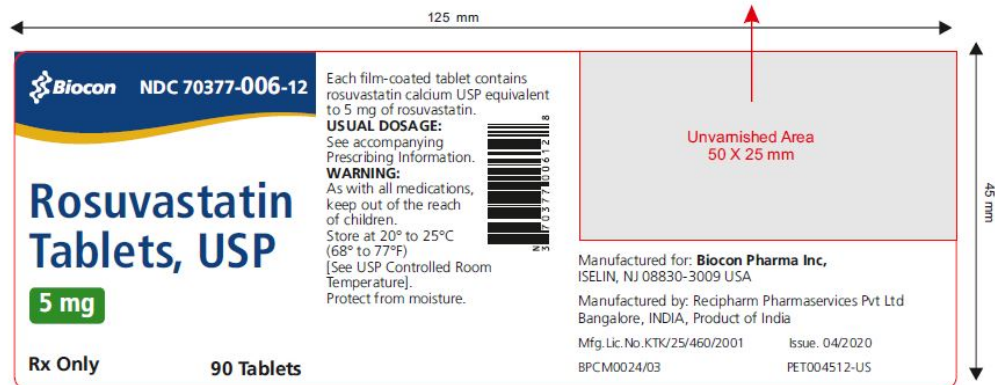 125 mm
Biocon NDC 70377-006-12
Rosuvastatin
Tablets, USP
5 mg
Rx Only 90 Tablets
Each film-coated tablet contains
rosuvastatin calcium USP equivalent
to 5 mg of rosuvastatin.
USUAL DOSAGE:
See accompanying
Prescribing Information.
WARNING:
As with all medications,
keep out of the reach
of children.
Store at 20° to 25°C
(68° to 77°F)
[See USP Controlled Room
Temperature].
Protect from moisture.
N
3 70377 00612 8
Unvarnished Area
50 X 25 mm
Manufactured for: Biocon Pharma Inc,
ISELIN, NJ 08830-3009 USA
Manufactured by: Recipharm Pharmaservices Pvt Ltd
Bangalore, INDIA, Product of India
Mfg.Lic.No.KTK/25/460/2001 Issue. 04/2020
BPCM0024/03 PET004512-US
45 mm